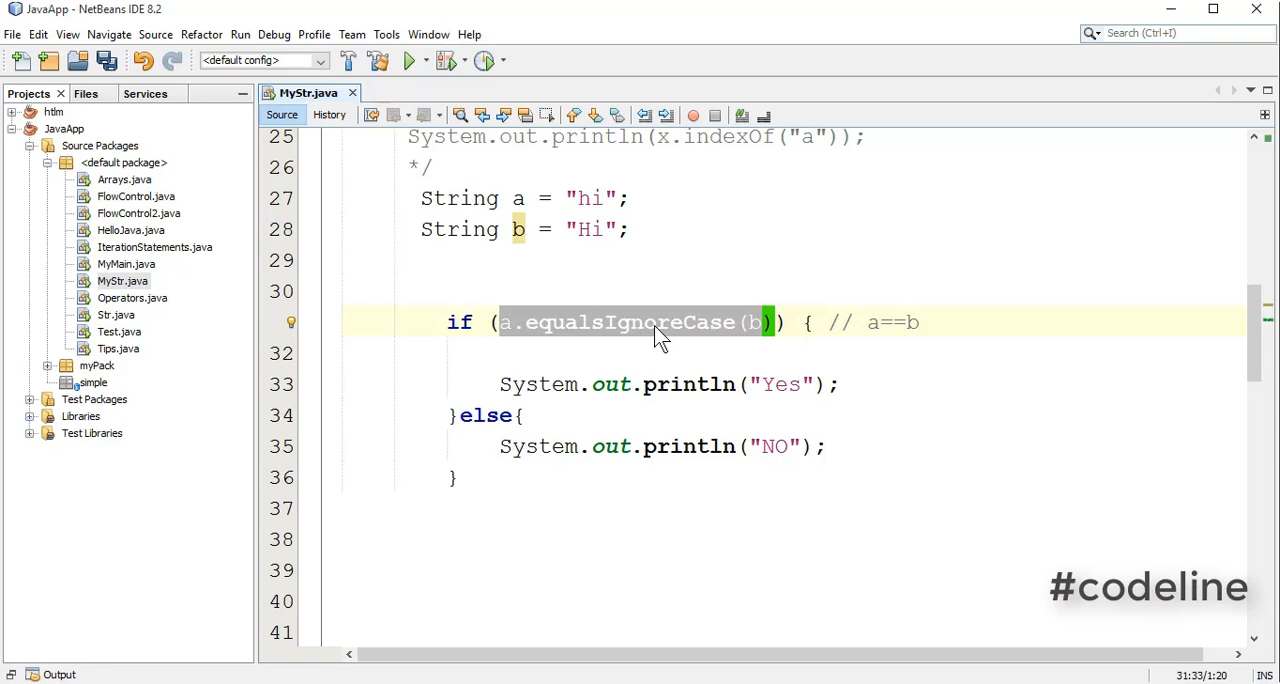 JavaApp - NetBeans IDE 8.2
File Edit View Navigate Source Refactor Run Debug Profile Team Tools Window Help
Search (Ctrl+I)
<default config>
Projects Files Services
MyStr.java
Source History
htlm
JavaApp
Source Packages
<default package>
Arrays.java
FlowControl.java
FlowControl2.java
HelloJava.java
IterationStatements.java
MyMain.java
MyStr.java
Operators.java
Str.java
Test.java
Tips.java
myPack
simple
Test Packages
Libraries
Test Libraries
25 System.out.println(x.indexOf("a"));
26 */
27 String a = "hi";
28 String b = "Hi";
29
30
if (a.equalsIgnoreCase(b)) { // a==b
32
33 System.out.println("Yes");
34 }else{
35 System.out.println("NO");
36 }
37
38
39
40
41
#codeline
Output
31:33/1:20 INS